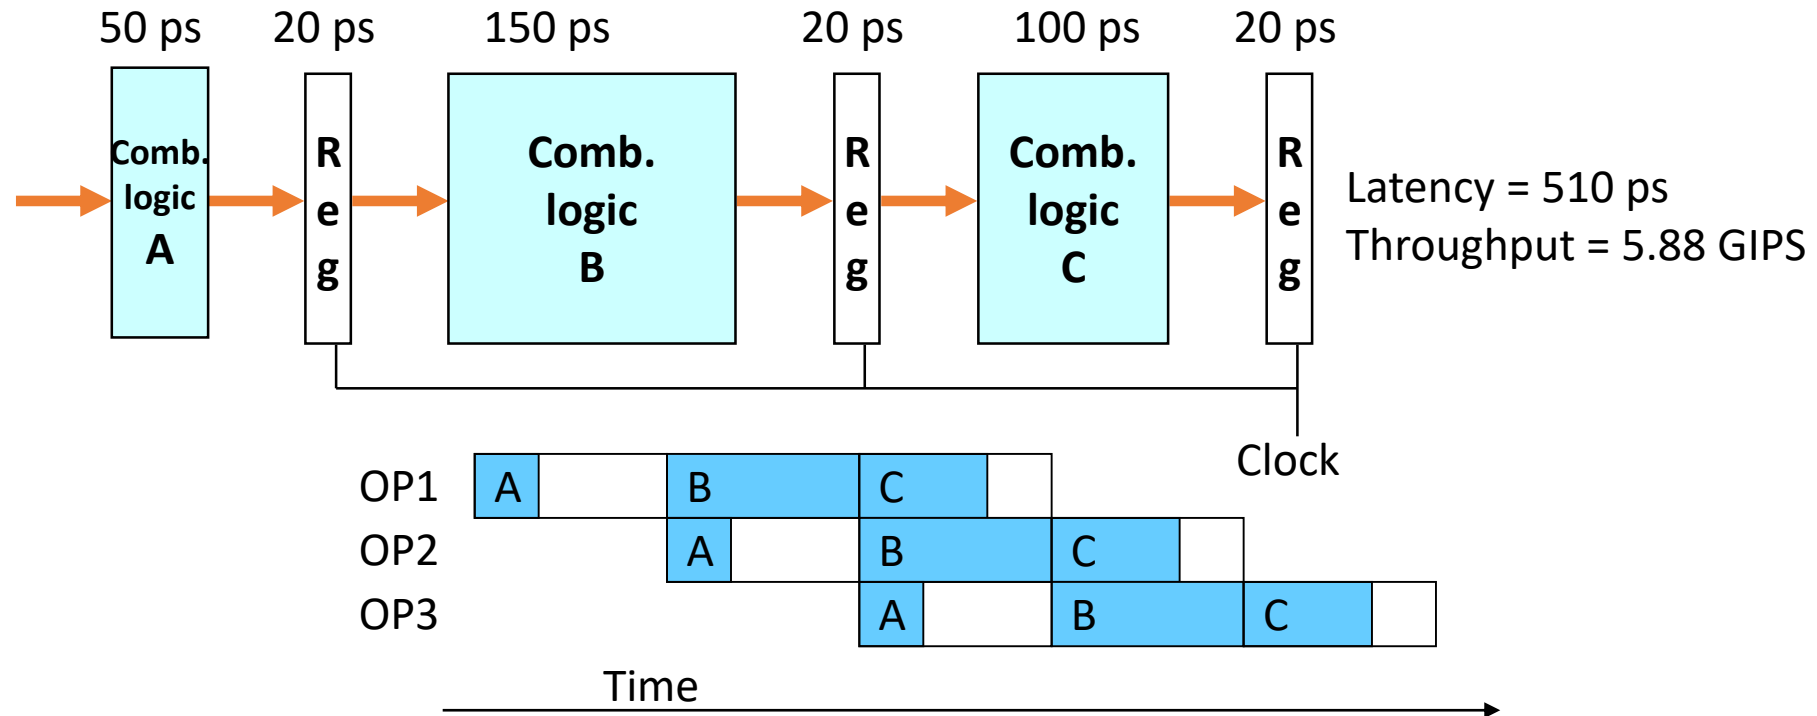 50 ps 20 ps 150 ps 20 ps 100 ps 20 ps
Comb.
logic
A
R
e
g
Comb.
logic
B
R
e
g
Comb.
logic
C
R
e
g
Latency = 510 ps
Throughput = 5.88 GIPS
Clock
OP1 A B C
OP2 A B C
OP3 A B C
Time